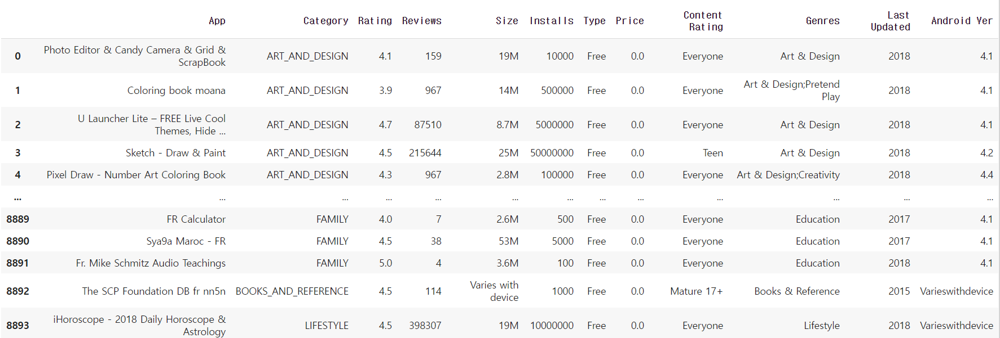 App Category Rating Reviews Size Installs Type Price Content Rating Genres Last Updated Android Ver
0 Photo Editor & Candy Camera & Grid & ScrapBook ART_AND_DESIGN 4.1 159 19M 10000 Free 0.0 Everyone Art & Design 2018 4.1
1 Coloring book moana ART_AND_DESIGN 3.9 967 14M 500000 Free 0.0 Everyone Art & Design;Pretend Play 2018 4.1
2 U Launcher Lite – FREE Live Cool Themes, Hide ... ART_AND_DESIGN 4.7 87510 8.7M 5000000 Free 0.0 Everyone Art & Design 2018 4.1
3 Sketch - Draw & Paint ART_AND_DESIGN 4.5 215644 25M 50000000 Free 0.0 Teen Art & Design 2018 4.2
4 Pixel Draw - Number Art Coloring Book ART_AND_DESIGN 4.3 967 2.8M 100000 Free 0.0 Everyone Art & Design;Creativity 2018 4.4
... ... ... ... ... ... ... ... ... ... ... ... ...
8889 FR Calculator FAMILY 4.0 7 2.6M 500 Free 0.0 Everyone Education 2017 4.1
8890 Sya9a Maroc - FR FAMILY 4.5 38 53M 5000 Free 0.0 Everyone Education 2017 4.1
8891 Fr. Mike Schmitz Audio Teachings FAMILY 5.0 4 3.6M 100 Free 0.0 Everyone Education 2018 4.1
8892 The SCP Foundation DB fr nn5n BOOKS_AND_REFERENCE 4.5 114 Varies with device 1000 Free 0.0 Mature 17+ Books & Reference 2015 Varieswithdevice
8893 iHoroscope - 2018 Daily Horoscope & Astrology LIFESTYLE 4.5 398307 19M 10000000 Free 0.0 Everyone Lifestyle 2018 Varieswithdevice